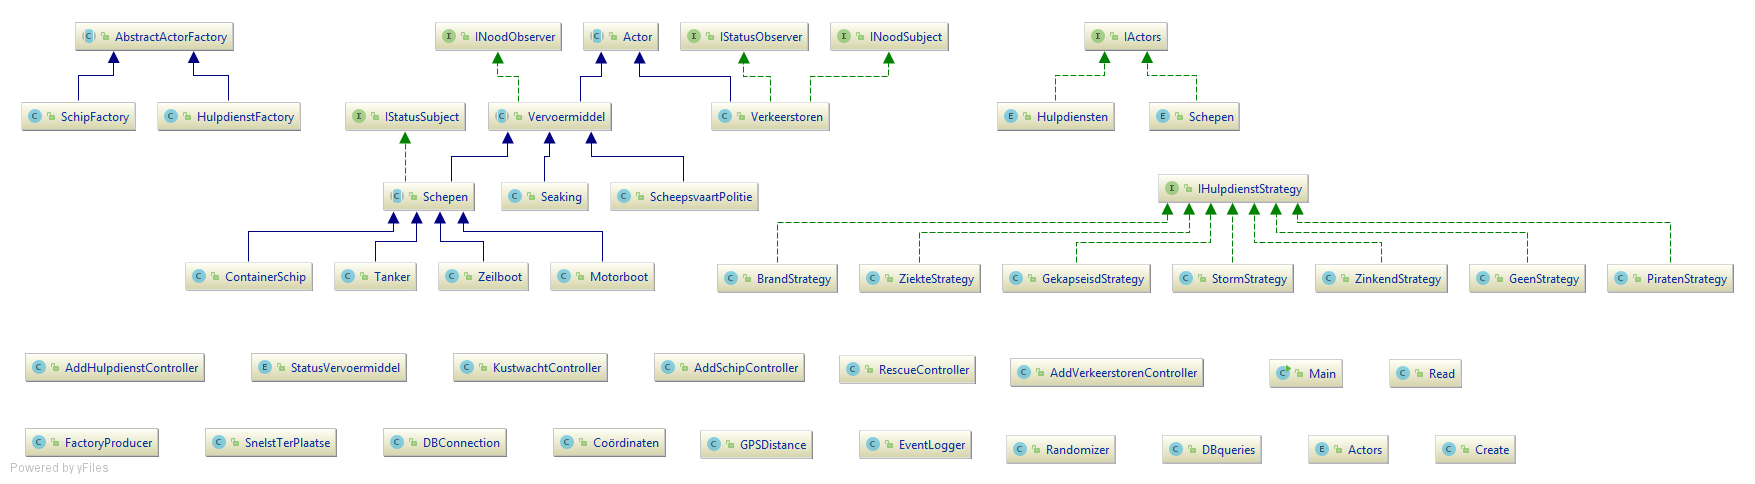 AbstractActorFactory
INoodObserver
Actor
IStatusObserver
INoodSubject
IActors
SchipFactory
HulpdienstFactory
IStatusSubject
Vervoermiddel
Verkeerstoren
Hulpdiensten
Schepen
Schepen
Seaking
ScheepsvaartPolitie
IHulpdienstStrategy
ContainerSchip
Tanker
Zeilboot
Motorboot
BrandStrategy
ZiekteStrategy
GekapseisdStrategy
StormStrategy
ZinkendStrategy
GeenStrategy
PiratenStrategy
AddHulpdienstController
StatusVervoermiddel
KustwachtController
AddSchipController
RescueController
AddVerkeerstorenController
Main
Read
FactoryProducer
SnelstTerPlaatse
DBConnection
Coördinaten
GPSDistance
EventLogger
Randomizer
DBqueries
Actors
Create
Powered by yFiles